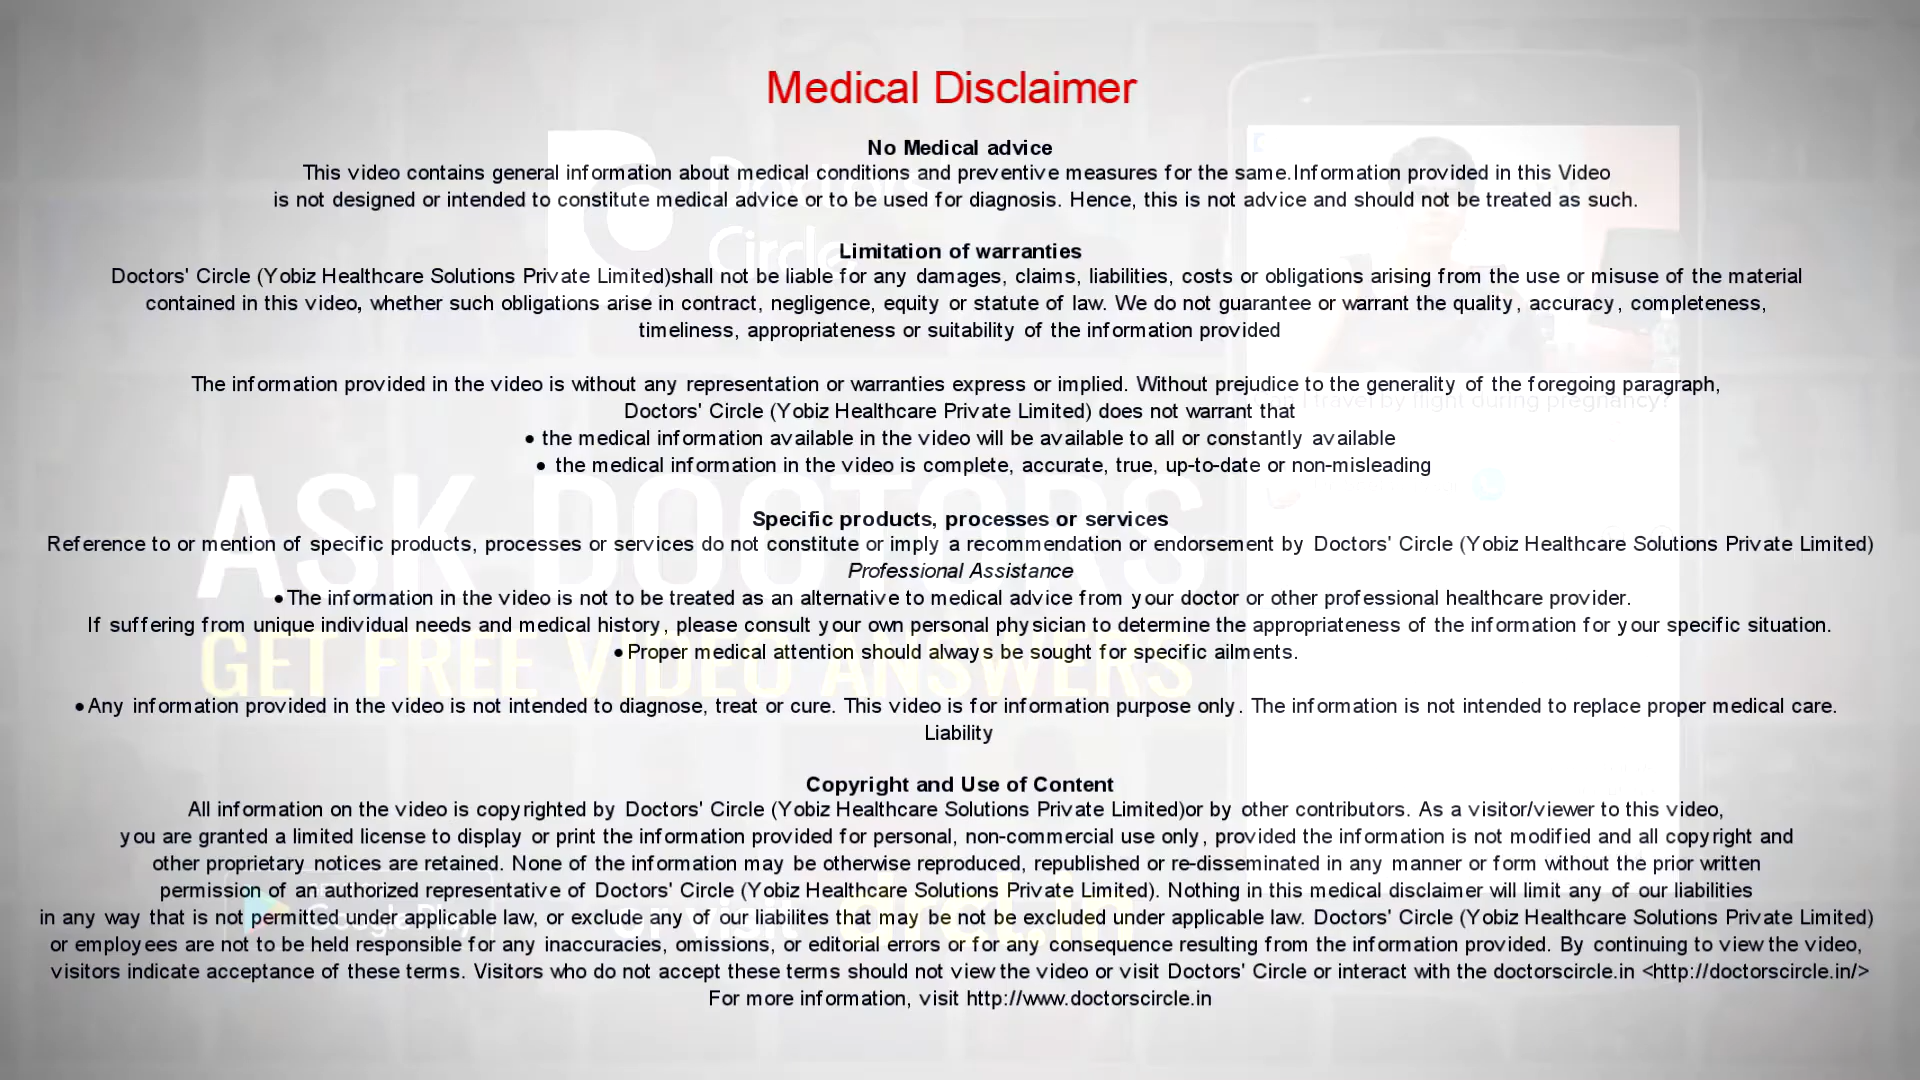 Medical Disclaimer
No Medical advice
This video contains general information about medical conditions and preventive measures for the same.Information provided in this Video
is not designed or intended to constitute medical advice or to be used for diagnosis. Hence, this is not advice and should not be treated as such.
Doctors'
Circle
Limitation of warranties
Doctors' Circle (Yobiz Healthcare Solutions Private Limited)shall not be liable for any damages, claims, liabilities, costs or obligations arising from the use or misuse of the material
contained in this video, whether such obligations arise in contract, negligence, equity or statute of law. We do not guarantee or warrant the quality, accuracy, completeness,
timeliness, appropriateness or suitability of the information provided
The information provided in the video is without any representation or warranties express or implied. Without prejudice to the generality of the foregoing paragraph,
Can I travel by flight during pregnancy?
Doctors' Circle (Yobiz Healthcare Private Limited) does not warrant that
• the medical information available in the video will be available to all or constantly available
• the medical information in the video is complete, accurate, true, up-to-date or non-misleading
ASK DOCTORS
Specific products, processes or services
Reference to or mention of specific products, processes or services do not constitute or imply a recommendation or endorsement by Doctors' Circle (Yobiz Healthcare Solutions Private Limited)
Professional Assistance
•The information in the video is not to be treated as an alternative to medical advice from your doctor or other professional healthcare provider.
If suffering from unique individual needs and medical history, please consult your own personal physician to determine the appropriateness of the information for your specific situation.
•Proper medical attention should always be sought for specific ailments.
GET FREE VIDEO ANSWERS
•Any information provided in the video is not intended to diagnose, treat or cure. This video is for information purpose only. The information is not intended to replace proper medical care.
Liability
Copyright and Use of Content
All information on the video is copyrighted by Doctors' Circle (Yobiz Healthcare Solutions Private Limited)or by other contributors. As a visitor/viewer to this video,
you are granted a limited license to display or print the information provided for personal, non-commercial use only, provided the information is not modified and all copyright and
other proprietary notices are retained. None of the information may be otherwise reproduced, republished or re-disseminated in any manner or form without the prior written
permission of an authorized representative of Doctors' Circle (Yobiz Healthcare Solutions Private Limited). Nothing in this medical disclaimer will limit any of our liabilities
in any way that is not permitted under applicable law, or exclude any of our liabilites that may be not be excluded under applicable law. Doctors' Circle (Yobiz Healthcare Solutions Private Limited)
Google Play
or visit drct.in
or employees are not to be held responsible for any inaccuracies, omissions, or editorial errors or for any consequence resulting from the information provided. By continuing to view the video,
visitors indicate acceptance of these terms. Visitors who do not accept these terms should not view the video or visit Doctors' Circle or interact with the doctorscircle.in <http://doctorscircle.in/>
For more information, visit http://www.doctorscircle.in